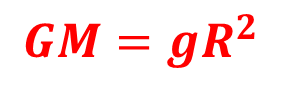 GM = gR²